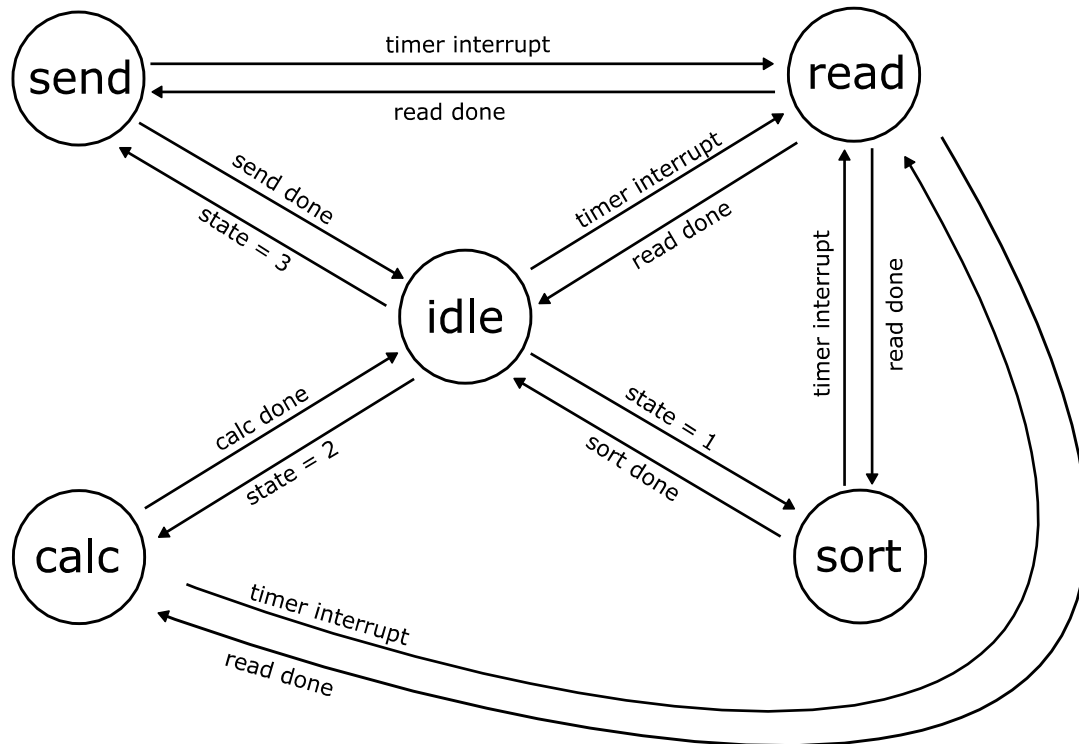 send
timer interrupt
read done
read
send done
state = 3
timer interrupt
read done
idle
timer interrupt
read done
calc done
state = 2
state = 1
sort done
calc
sort
timer interrupt
read done